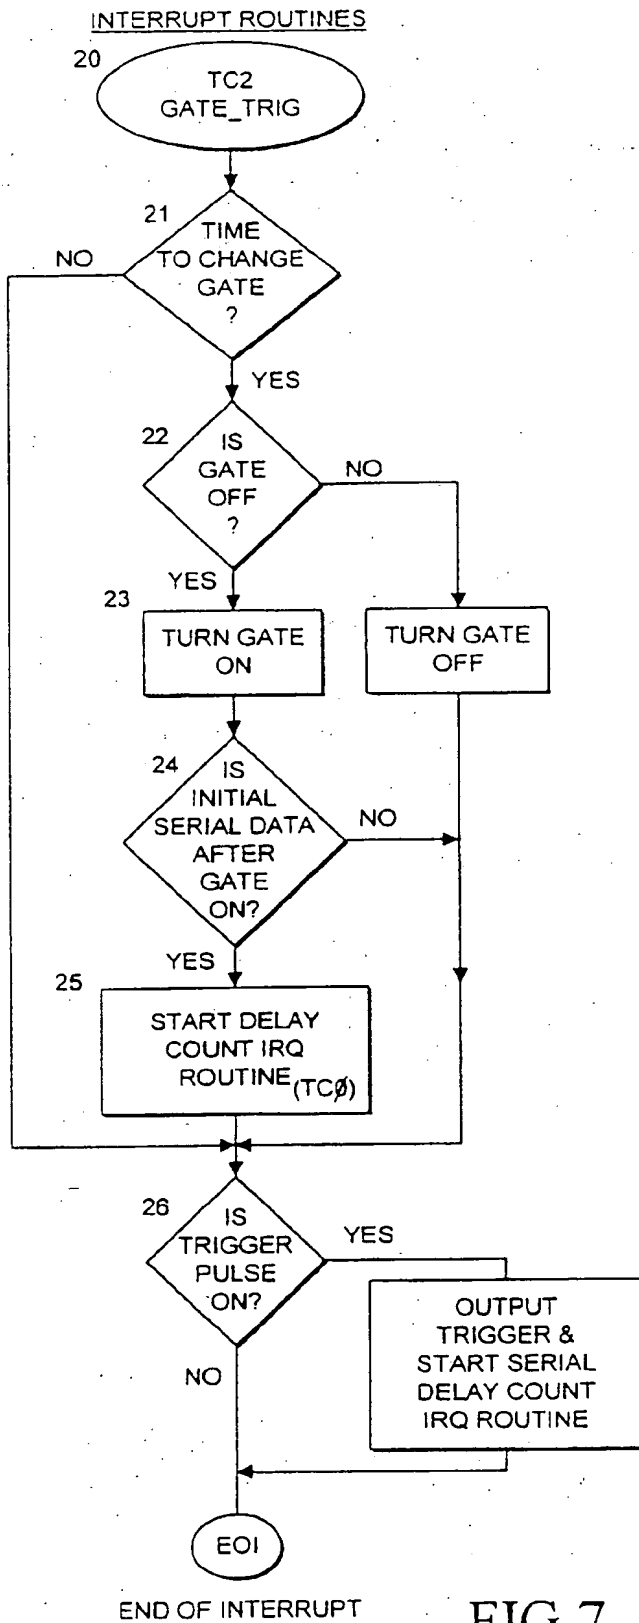 INTERRUPT ROUTINES
20
TC2
GATE_TRIG
21
TIME
TO CHANGE
GATE
?
NO
YES
22
IS
GATE
OFF
?
NO
YES
23
TURN GATE
ON
TURN GATE
OFF
24
IS
INITIAL
SERIAL DATA
AFTER
GATE
ON?
NO
YES
25
START DELAY
COUNT IRQ
ROUTINE (TCØ)
26
IS
TRIGGER
PULSE
ON?
YES
OUTPUT
TRIGGER &
START SERIAL
DELAY COUNT
IRQ ROUTINE
NO
EOI
END OF INTERRUPT
FIG. 7